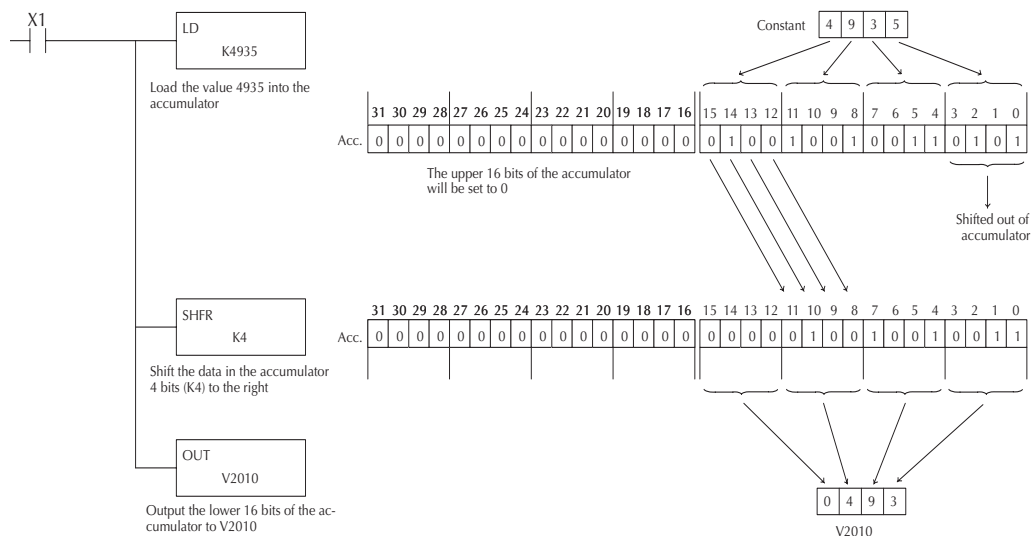 X1
LD
K4935
Load the value 4935 into the
accumulator
Constant
4 9 3 5
31 30 29 28 27 26 25 24 23 22 21 20 19 18 17 16 15 14 13 12 11 10 9 8 7 6 5 4 3 2 1 0
Acc. 0 0 0 0 0 0 0 0 0 0 0 0 0 0 0 0 0 1 0 0 1 0 0 1 0 0 1 1 0 1 0 1
The upper 16 bits of the accumulator
will be set to 0
Shifted out of
accumulator
SHFR
K4
Shift the data in the accumulator
4 bits (K4) to the right
31 30 29 28 27 26 25 24 23 22 21 20 19 18 17 16 15 14 13 12 11 10 9 8 7 6 5 4 3 2 1 0
Acc. 0 0 0 0 0 0 0 0 0 0 0 0 0 0 0 0 0 0 0 0 0 1 0 0 1 0 0 1 0 0 1 1
OUT
V2010
Output the lower 16 bits of the ac-
cumulator to V2010
0 4 9 3
V2010